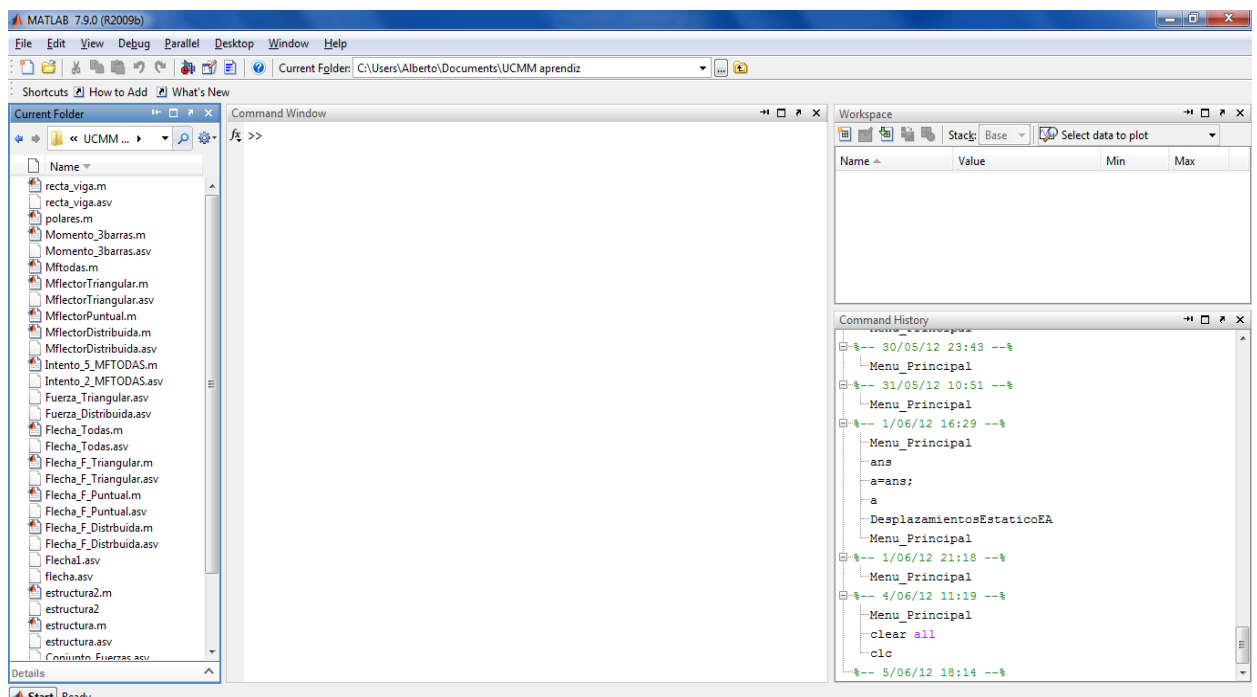 MATLAB 7.9.0 (R2009b)
File Edit View Debug Parallel Desktop Window Help
Current Folder: C:\Users\Alberto\Documents\UCMM aprendiz
Shortcuts How to Add What's New
Current Folder
« UCMM ...
Name
recta_viga.m
recta_viga.asv
polares.m
Momento_3barras.m
Momento_3barras.asv
Mftodas.m
MflectorTriangular.m
MflectorTriangular.asv
MflectorPuntual.m
MflectorDistribuida.m
MflectorDistribuida.asv
Intento_5_MFTODAS.m
Intento_2_MFTODAS.asv
Fuerza_Triangular.asv
Fuerza_Distribuida.asv
Flecha_Todas.m
Flecha_Todas.asv
Flecha_F_Triangular.m
Flecha_F_Triangular.asv
Flecha_F_Puntual.m
Flecha_F_Puntual.asv
Flecha_F_Distrbuida.m
Flecha_F_Distrbuida.asv
Flecha1.asv
flecha.asv
estructura2.m
estructura2
estructura.m
estructura.asv
Conjunto_Fuerzas.asv
Details
Start Ready
Command Window
fx >>
Workspace
Stack: Base Select data to plot
Name Value Min Max
Command History
Menu_Principal
%-- 30/05/12 23:43 --%
Menu_Principal
%-- 31/05/12 10:51 --%
Menu_Principal
%-- 1/06/12 16:29 --%
Menu_Principal
ans
a=ans;
a
DesplazamientosEstaticoEA
Menu_Principal
%-- 1/06/12 21:18 --%
Menu_Principal
%-- 4/06/12 11:19 --%
Menu_Principal
clear all
clc
%-- 5/06/12 18:14 --%